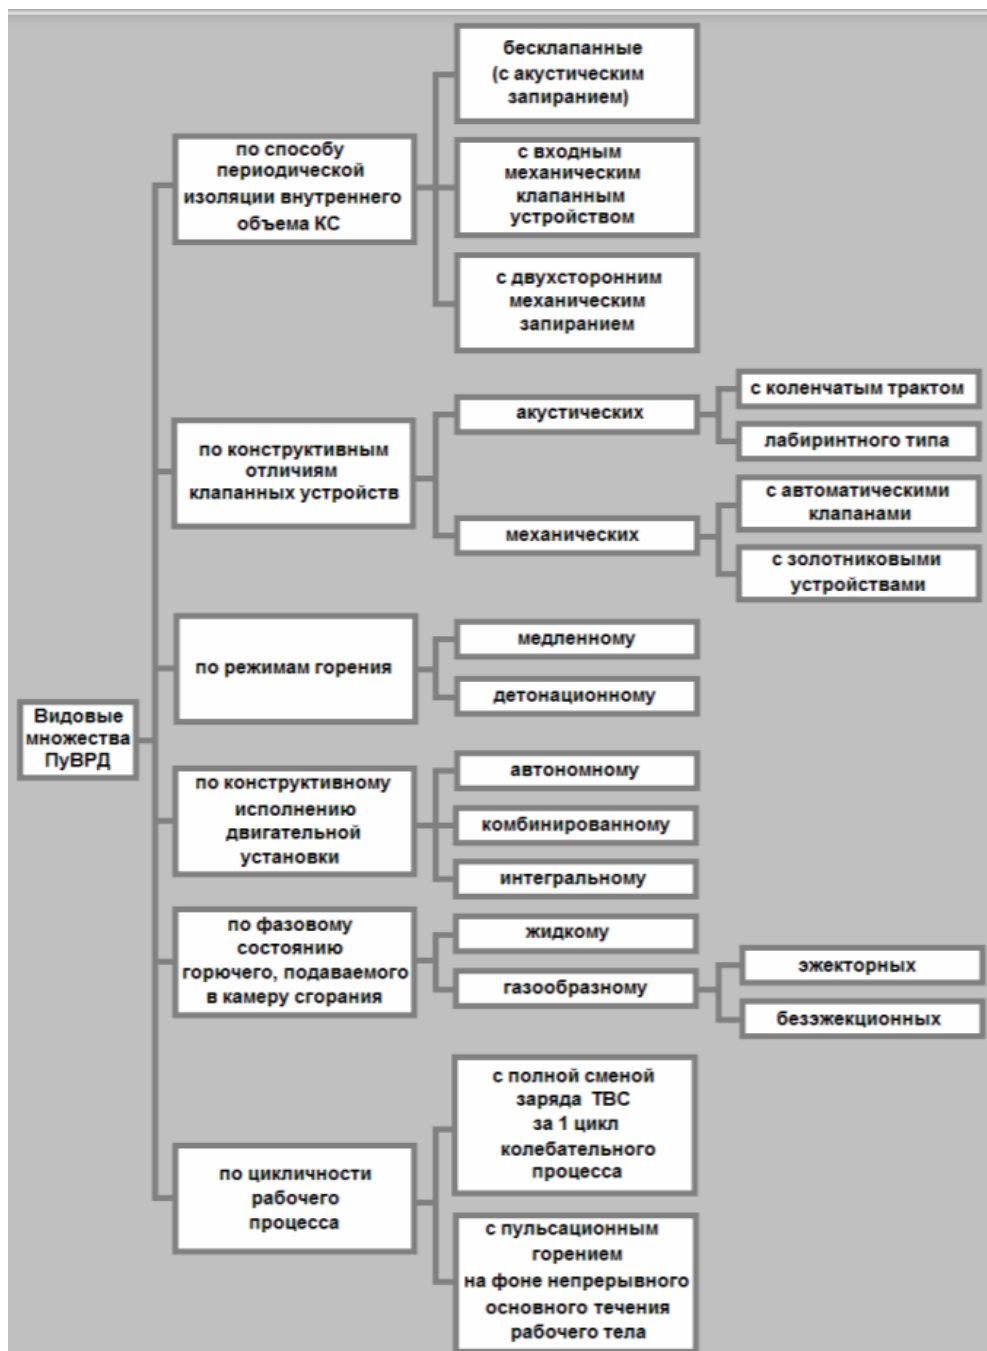 Видовые
множества
ПуВРД
по способу
периодической
изоляции внутреннего
объема КС
бесклапанные
(с акустическим
запиранием)
с входным
механическим
клапанным
устройством
с двухсторонним
механическим
запиранием
по конструктивным
отличиям
клапанных устройств
акустических
с коленчатым трактом
лабиринтного типа
механических
с автоматическими
клапанами
с золотниковыми
устройствами
по режимам горения
медленному
детонационному
по конструктивному
исполнению
двигательной
установки
автономному
комбинированному
интегральному
по фазовому
состоянию
горючего, подаваемого
в камеру сгорания
жидкому
газообразному
эжекторных
безэжекционных
по цикличности
рабочего
процесса
с полной сменой
заряда ТВС
за 1 цикл
колебательного
процесса
с пульсационным
горением
на фоне непрерывного
основного течения
рабочего тела